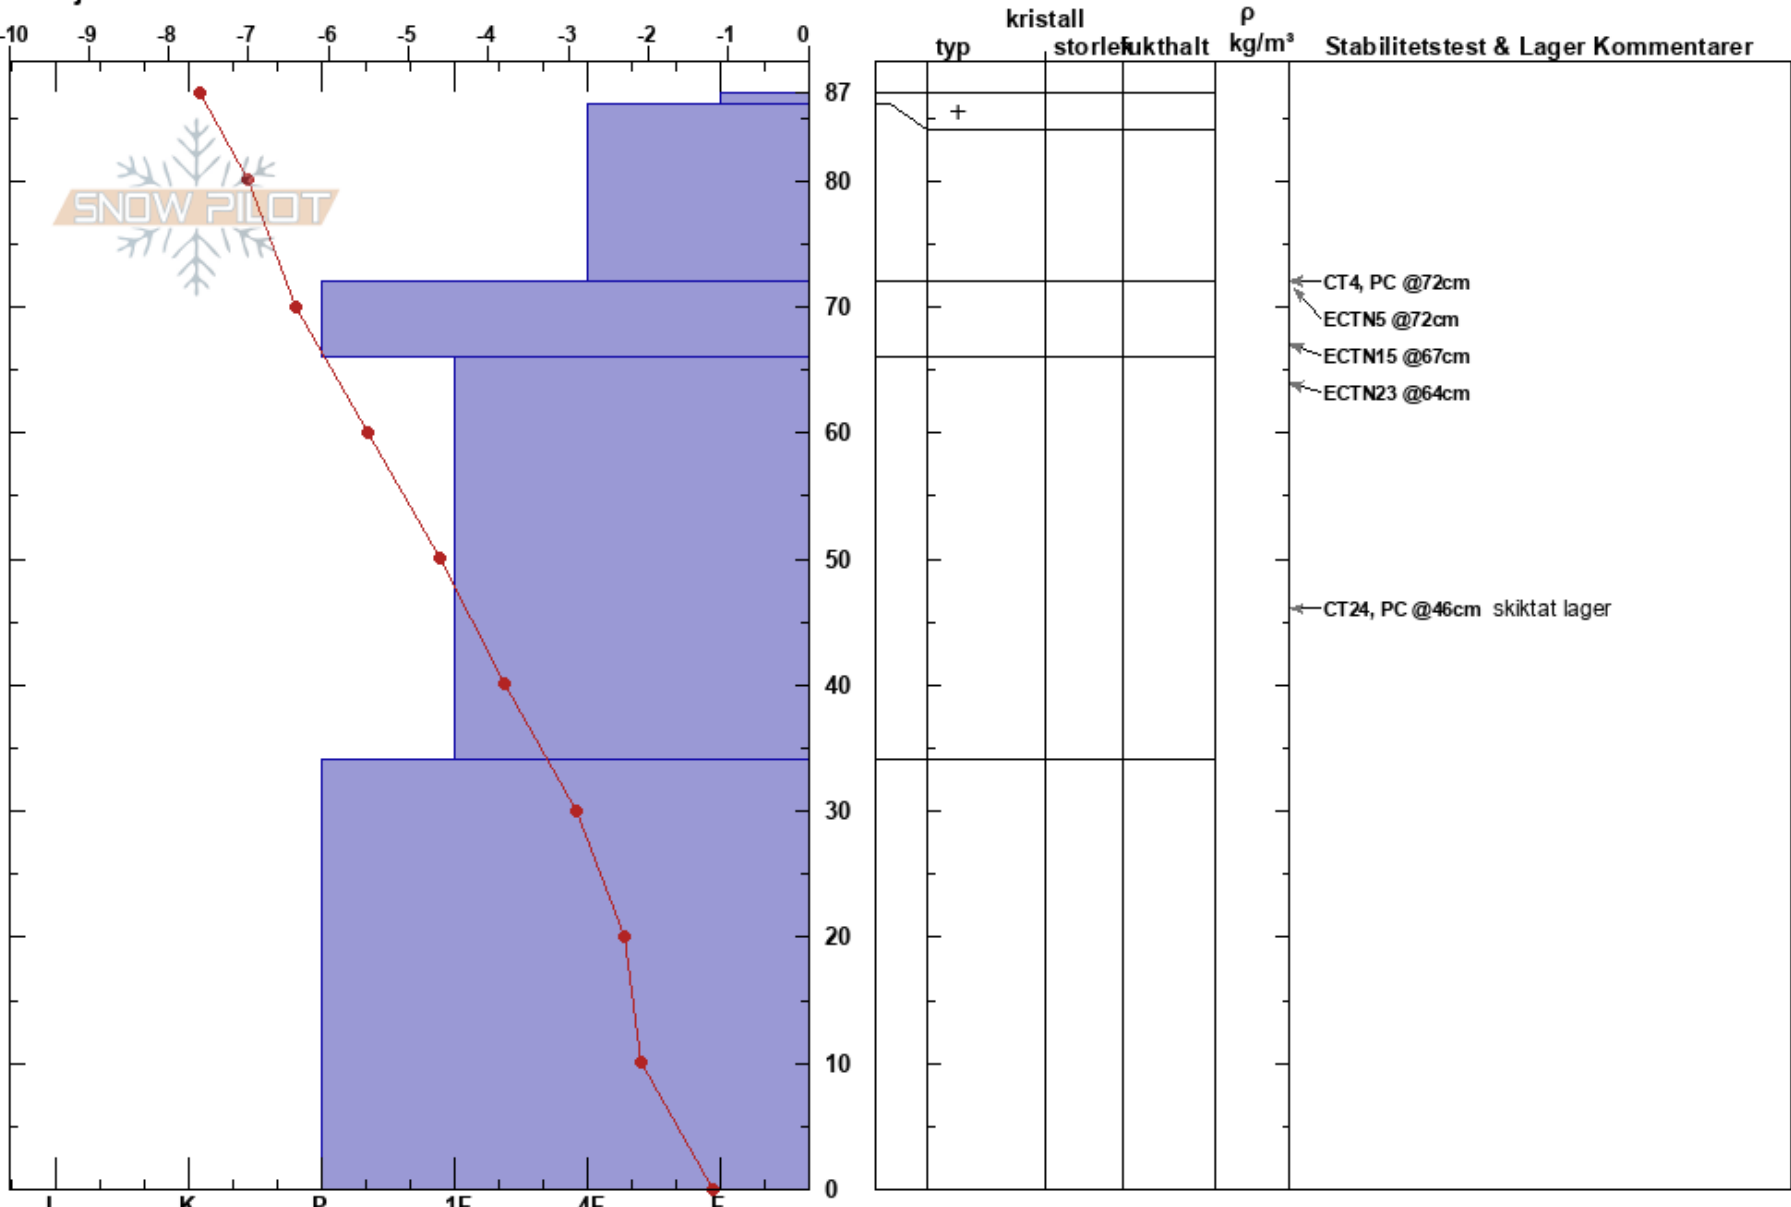 -10 -9 -8 -7 -6 -5 -4 -3 -2 -1 0
kristall ρ
typ kg/m³ Stabilitetstest & Lager Kommentarer
87
+
SNOW PILOT
80
CT4, PC @72cm
70
ECTN5 @72cm
ECTN15 @67cm
ECTN23 @64cm
60
50
CT24, PC @46cm skiktat lager
40
30
20
10
0
K P 1F 4F F